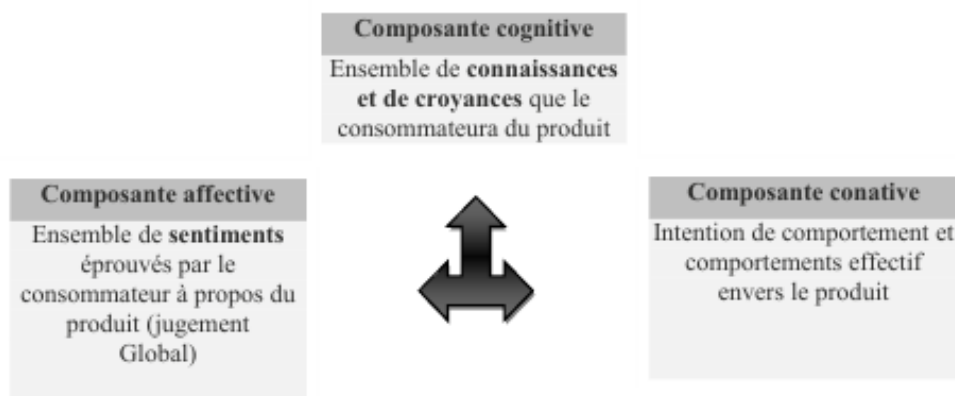 Composante cognitive
Ensemble de connaissances
et de croyances que le
consommateura du produit
Composante affective
Ensemble de sentiments
éprouvés par le
consommateur à propos du
produit (jugement
Global)
Composante conative
Intention de comportement et
comportements effectif
envers le produit